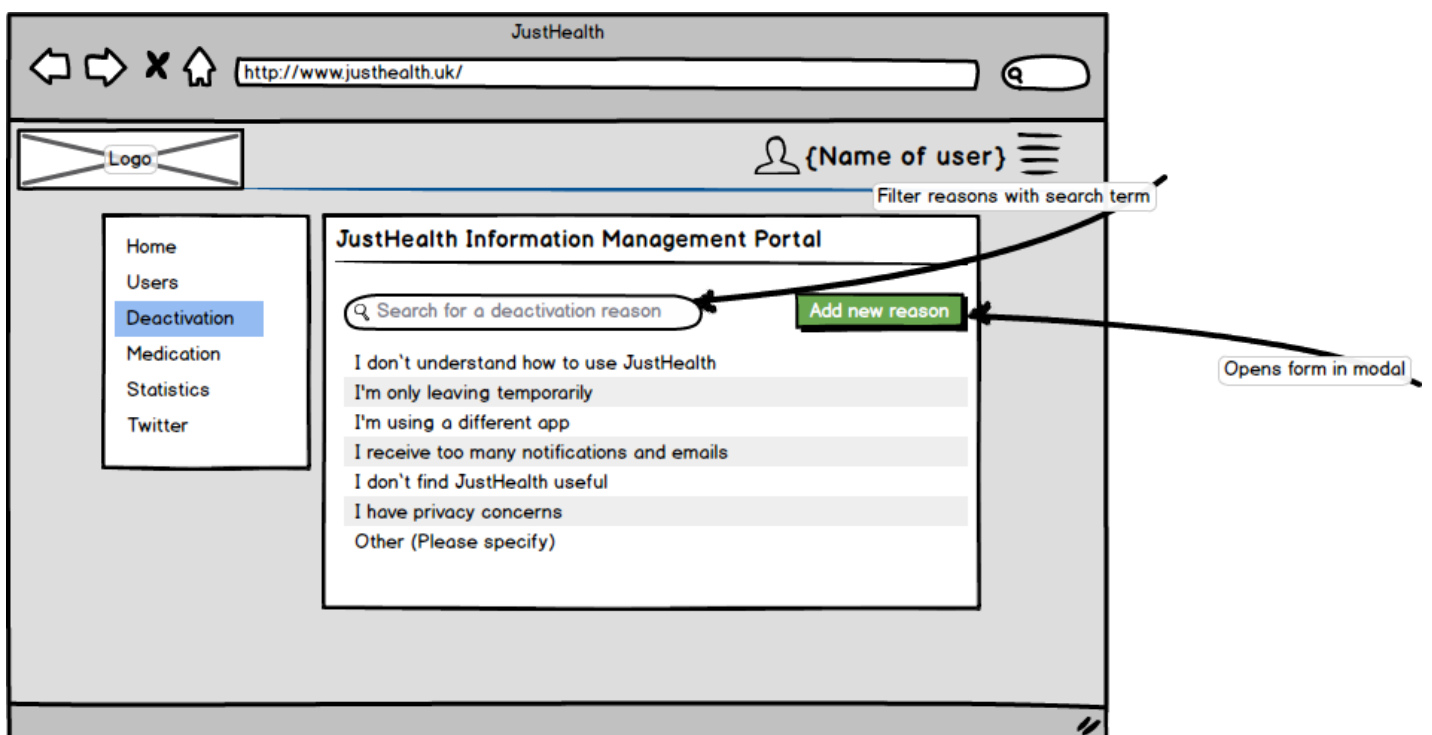 JustHealth
http://www.justhealth.uk/
Logo
{Name of user}
Filter reasons with search term
Home
Users
Deactivation
Medication
Statistics
Twitter
JustHealth Information Management Portal
Search for a deactivation reason
Add new reason
Opens form in modal
I don`t understand how to use JustHealth
I'm only leaving temporarily
I'm using a different app
I receive too many notifications and emails
I don`t find JustHealth useful
I have privacy concerns
Other (Please specify)